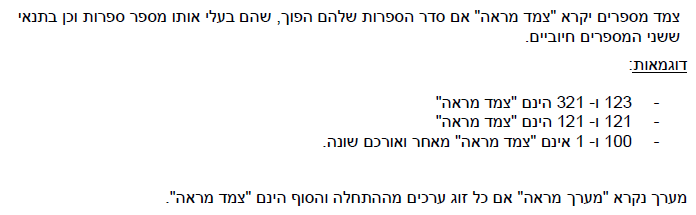 צמד מספרים יקרא "צמד מראה" אם סדר הספרות שלהם הפוך, שהם בעלי אותו מספר ספרות וכן בתנאי
ששני המספרים חיוביים.
דוגמאות:
- 123 ו- 321 הינם "צמד מראה"
- 121 ו- 121 הינם "צמד מראה"
- 100 ו- 1 אינם "צמד מראה" מאחר ואורכם שונה.
מערך נקרא "מערך מראה" אם כל זוג ערכים מההתחלה והסוף הינם "צמד מראה".